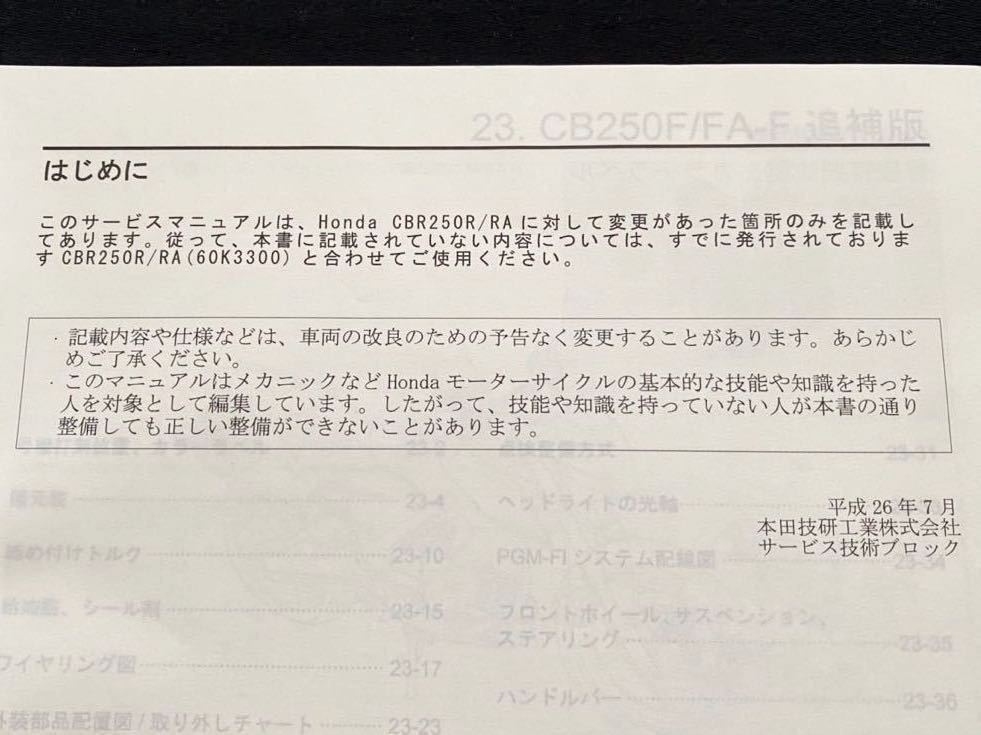 23. CB250F/FA-F 追補版
はじめに
このサービスマニュアルは、Honda CBR250R/RA に対して変更があった箇所のみを記載し
てあります。従って、本書に記載されていない内容については、すでに発行されておりま
す CBR250R/RA(60K3300) と合わせてご使用ください。
· 記載内容や仕様などは、車両の改良のための予告なく変更することがあります。あらかじ
めご了承ください。
· このマニュアルはメカニックなど Honda モーターサイクルの基本的な技能や知識を持った
人を対象として編集しています。したがって、技能や知識を持っていない人が本書の通り
整備しても正しい整備ができないことがあります。
平成 26 年 7 月
本田技研工業株式会社
サービス技術ブロック
23-2
点検整備方式 23-31
諸元表 23-4
ヘッドライトの光軸
締め付けトルク 23-10
PGM-FI システム配線図 23-34
給油脂、シール剤 23-15
フロントホイール、サスペンション、
ステアリング 23-35
ワイヤリング図 23-17
ハンドルバー 23-36
外装部品配置図 / 取り外しチャート 23-23